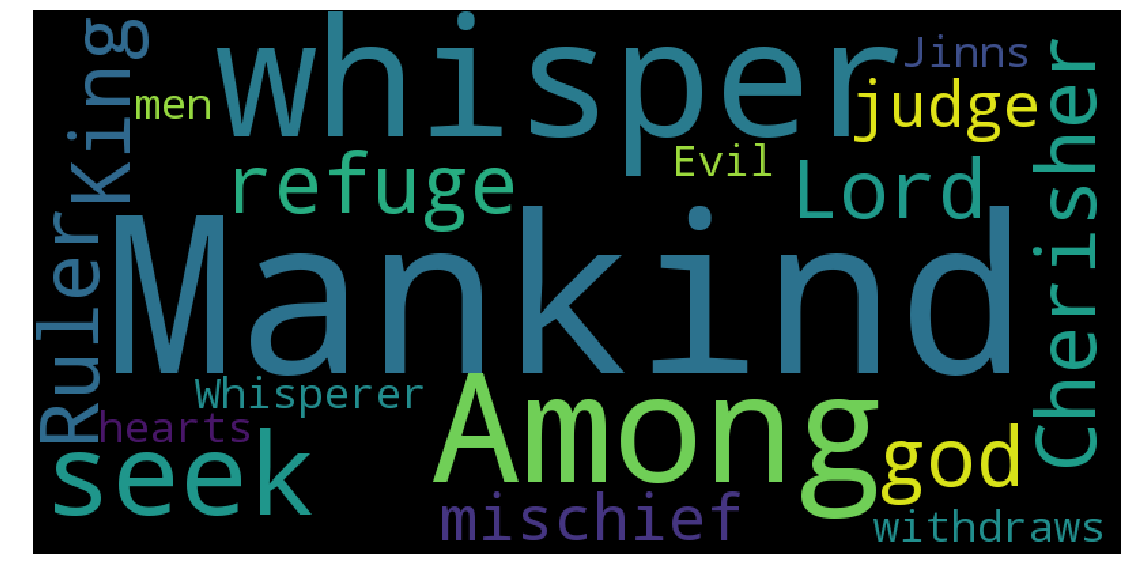 whisper
Jinns
men
judge
King
Evil
refuge
Lord
Cherisher
Mankind
Ruler
Whisperer
Among
hearts
seek
god
mischief
withdraws